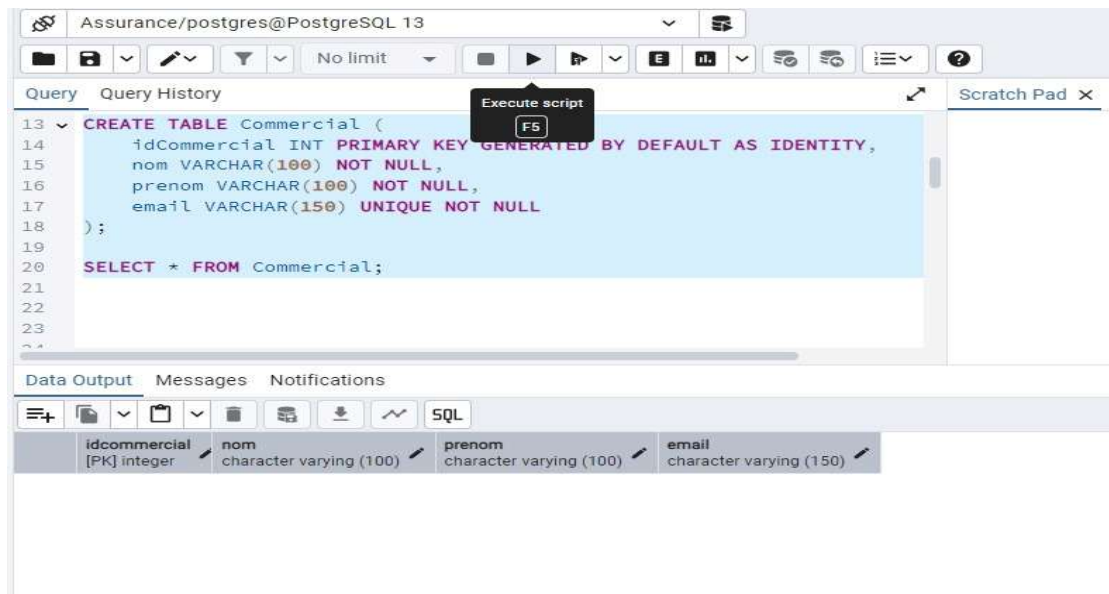 Assurance/postgres@PostgreSQL 13
No limit
E
Query Query History
Scratch Pad
Execute script
F5
13 CREATE TABLE Commercial (
14 idCommercial INT PRIMARY KEY GENERATED BY DEFAULT AS IDENTITY,
15 nom VARCHAR(100) NOT NULL,
16 prenom VARCHAR(100) NOT NULL,
17 email VARCHAR(150) UNIQUE NOT NULL
18 );
19
20 SELECT * FROM Commercial;
21
22
23
Data Output Messages Notifications
SQL
idcommercial nom prenom email
[PK] integer character varying (100) character varying (100) character varying (150)